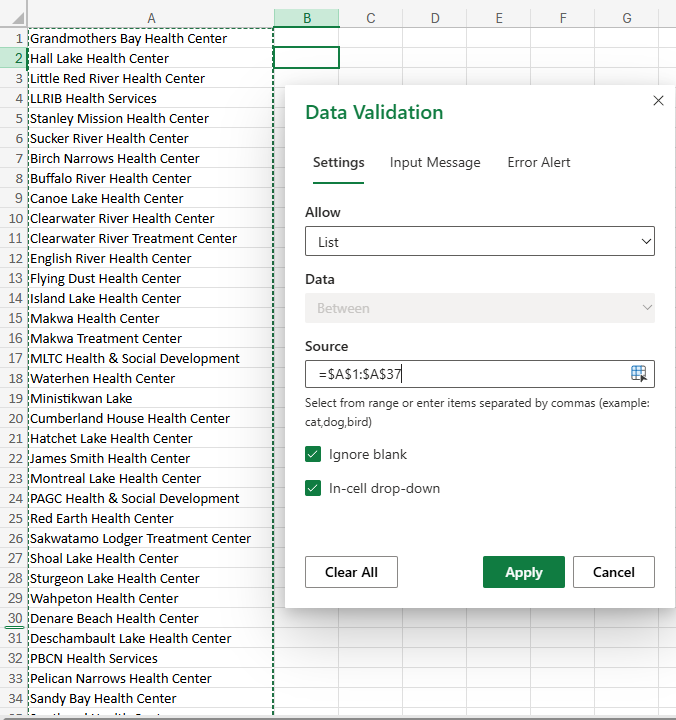 A B C D E F G
1 Grandmothers Bay Health Center
2 Hall Lake Health Center
3 Little Red River Health Center
4 LLRIB Health Services
5 Stanley Mission Health Center
6 Sucker River Health Center
7 Birch Narrows Health Center
8 Buffalo River Health Center
9 Canoe Lake Health Center
10 Clearwater River Health Center
11 Clearwater River Treatment Center
12 English River Health Center
13 Flying Dust Health Center
14 Island Lake Health Center
15 Makwa Health Center
16 Makwa Treatment Center
17 MLTC Health & Social Development
18 Waterhen Health Center
19 Ministikwan Lake
20 Cumberland House Health Center
21 Hatchet Lake Health Center
22 James Smith Health Center
23 Montreal Lake Health Center
24 PAGC Health & Social Development
25 Red Earth Health Center
26 Sakwatamo Lodger Treatment Center
27 Shoal Lake Health Center
28 Sturgeon Lake Health Center
29 Wahpeton Health Center
30 Denare Beach Health Center
31 Deschambault Lake Health Center
32 PBCN Health Services
33 Pelican Narrows Health Center
34 Sandy Bay Health Center
Data Validation
Settings Input Message Error Alert
Allow
List
Data
Between
Source
=$A$1:$A$37
Select from range or enter items separated by commas (example:
cat,dog,bird)
Ignore blank
In-cell drop-down
Clear All Apply Cancel